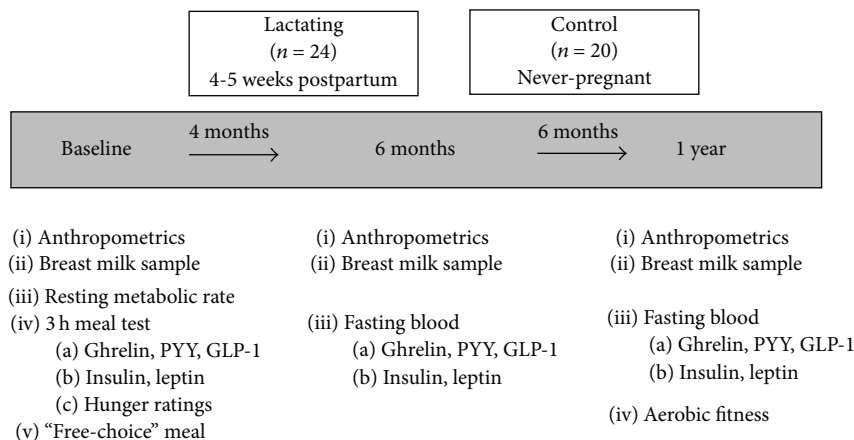 Lactating
(n = 24)
4-5 weeks postpartum
Control
(n = 20)
Never-pregnant
Baseline
4 months
6 months
6 months
1 year
(i) Anthropometrics
(ii) Breast milk sample
(iii) Resting metabolic rate
(iv) 3 h meal test
(a) Ghrelin, PYY, GLP-1
(b) Insulin, leptin
(c) Hunger ratings
(v) “Free-choice” meal
(i) Anthropometrics
(ii) Breast milk sample
(iii) Fasting blood
(a) Ghrelin, PYY, GLP-1
(b) Insulin, leptin
(i) Anthropometrics
(ii) Breast milk sample
(iii) Fasting blood
(a) Ghrelin, PYY, GLP-1
(b) Insulin, leptin
(iv) Aerobic fitness